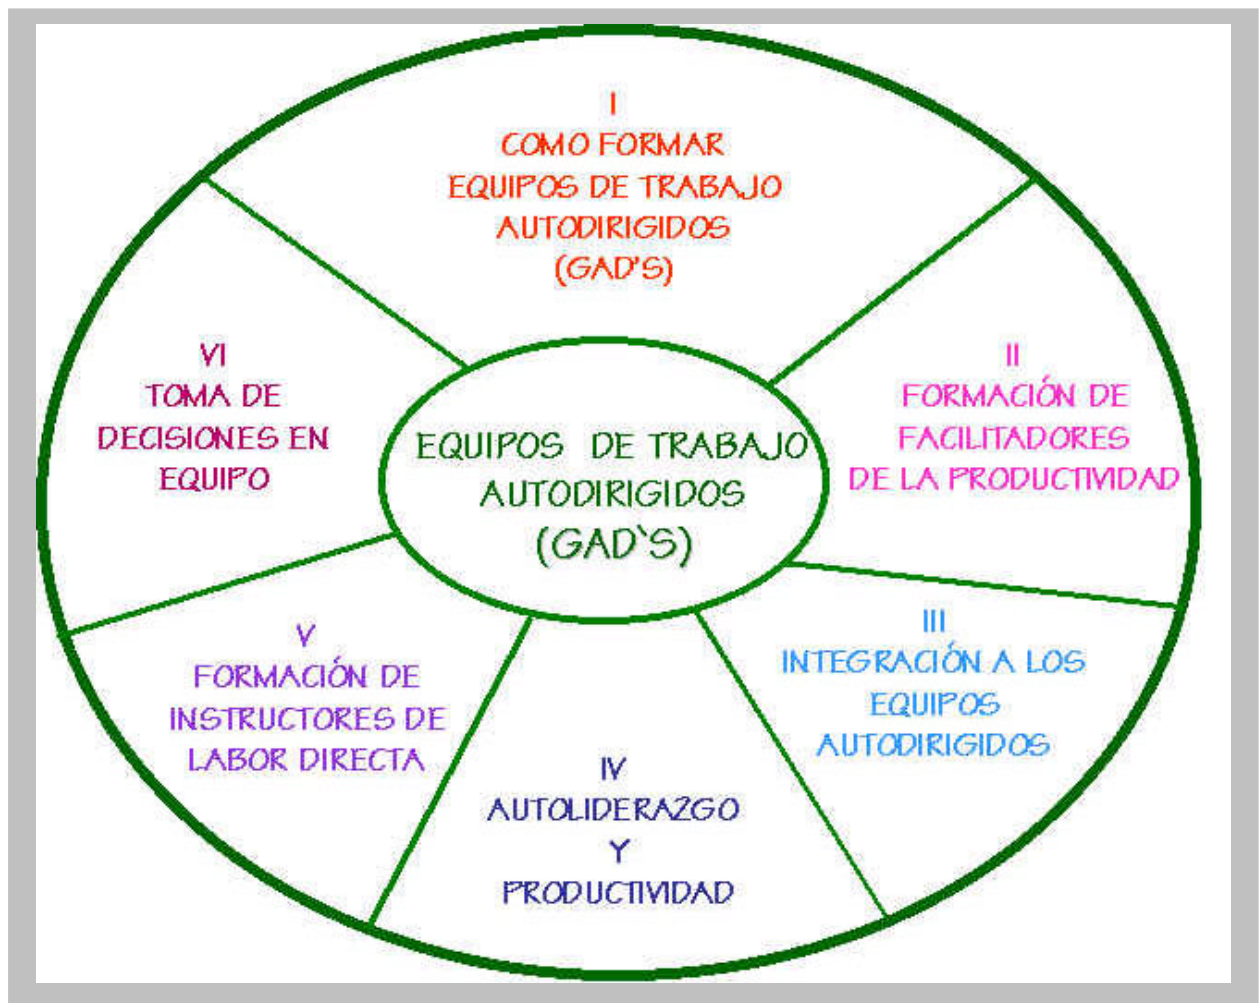 I
COMO FORMAR
EQUIPOS DE TRABAJO
AUTODIRIGIDOS
(GAD'S)
II
FORMACIÓN DE
FACILITADORES
DE LA PRODUCTIVIDAD
III
INTEGRACIÓN A LOS
EQUIPOS
AUTODIRIGIDOS
IV
AUTOLIDERAZGO
Y
PRODUCTIVIDAD
V
FORMACIÓN DE
INSTRUCTORES DE
LABOR DIRECTA
VI
TOMA DE
DECISIONES EN
EQUIPO
EQUIPOS DE TRABAJO
AUTODIRIGIDOS
(GAD`S)